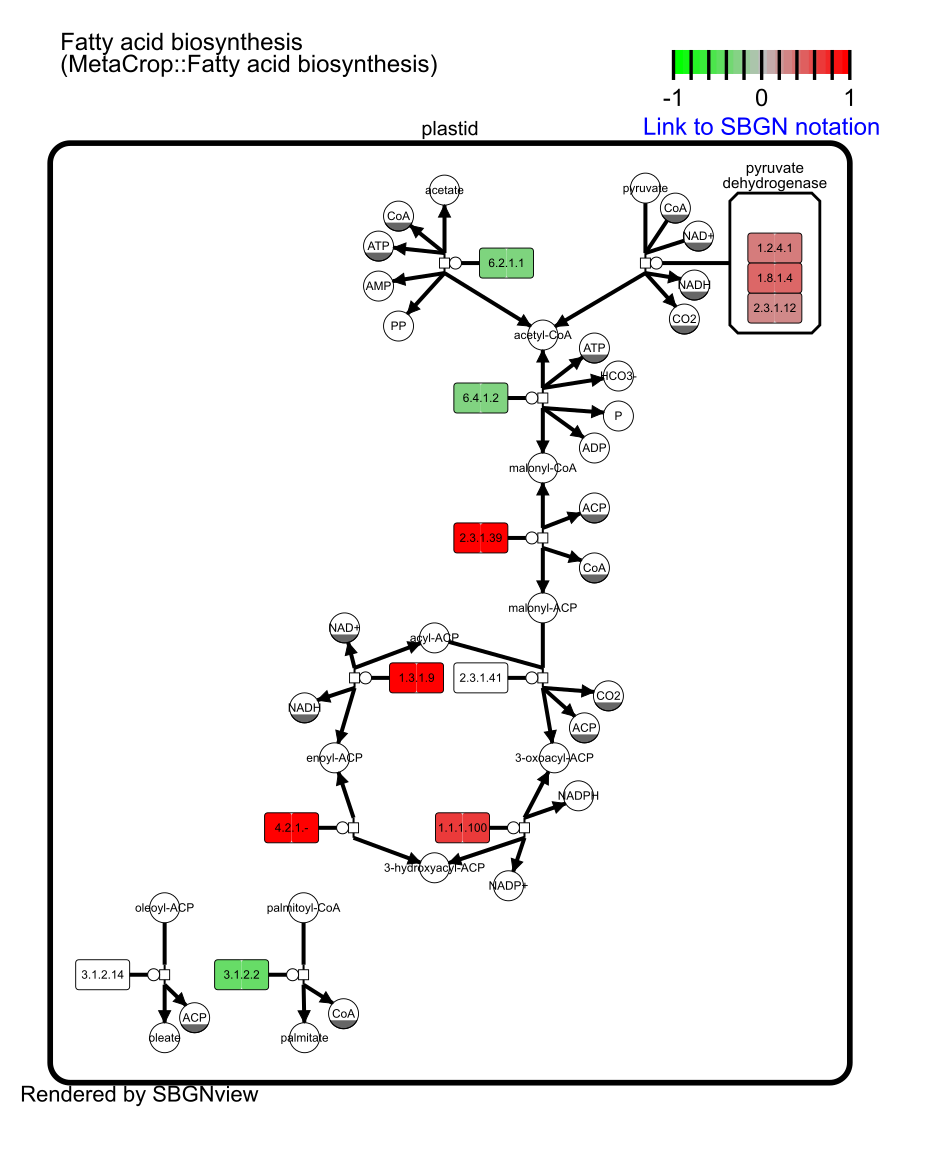 Fatty acid biosynthesis
(MetaCrop::Fatty acid biosynthesis)
-1 0 1
Link to SBGN notation
plastid
pyruvate
dehydrogenase
acetate
pyruvate
CoA
CoA
ATP
NAD+
1.2.4.1
6.2.1.1
1.8.1.4
AMP
NADH
2.3.1.12
PP
CO2
acetyl-CoA
ATP
HCO3-
6.4.1.2
P
ADP
malonyl-CoA
ACP
2.3.1.39
CoA
malonyl-ACP
NAD+
acyl-ACP
1.3.1.9
2.3.1.41
CO2
NADH
ACP
enoyl-ACP
3-oxoacyl-ACP
NADPH
4.2.1.-
1.1.1.100
3-hydroxyacyl-ACP
NADP+
oleoyl-ACP
palmitoyl-CoA
3.1.2.14
3.1.2.2
ACP
CoA
oleate
palmitate
Rendered by SBGNview